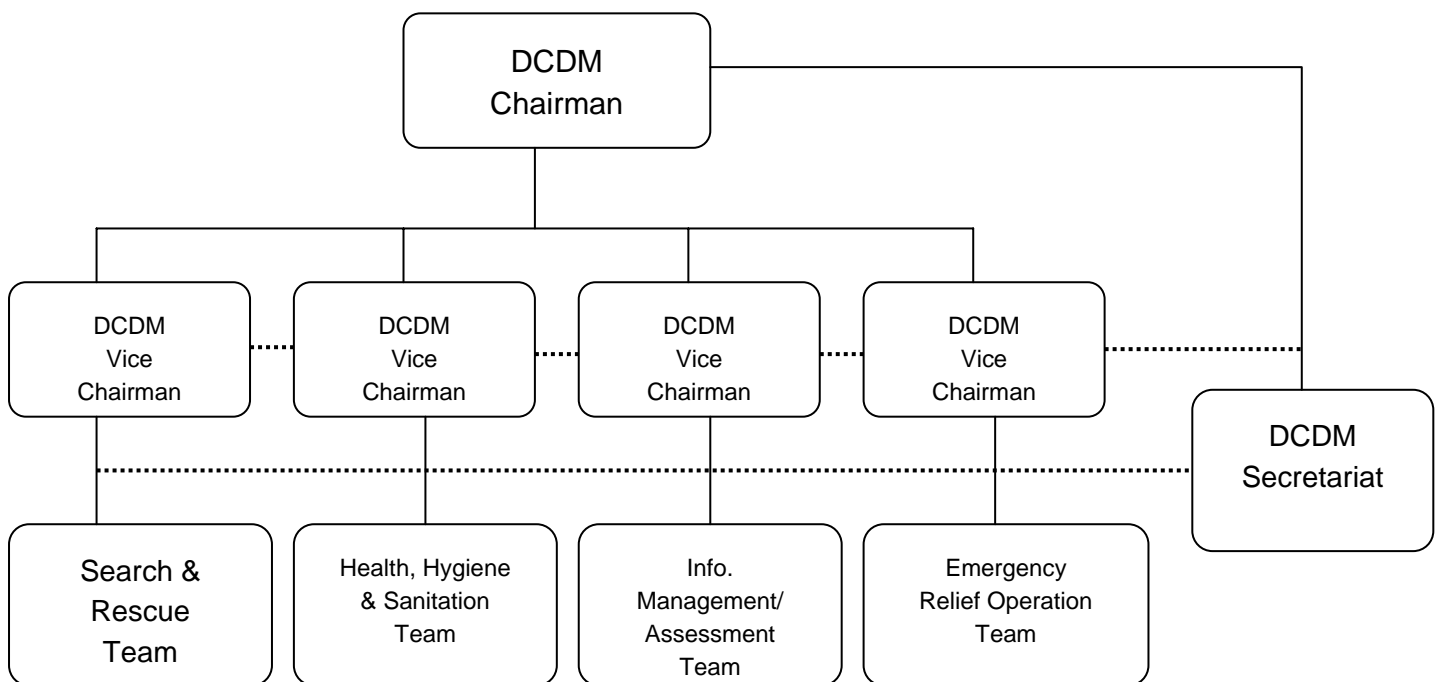 DCDM
Chairman
DCDM
Vice
Chairman
DCDM
Vice
Chairman
DCDM
Vice
Chairman
DCDM
Vice
Chairman
DCDM
Secretariat
Search &
Rescue
Team
Health, Hygiene
& Sanitation
Team
Info.
Management/
Assessment
Team
Emergency
Relief Operation
Team